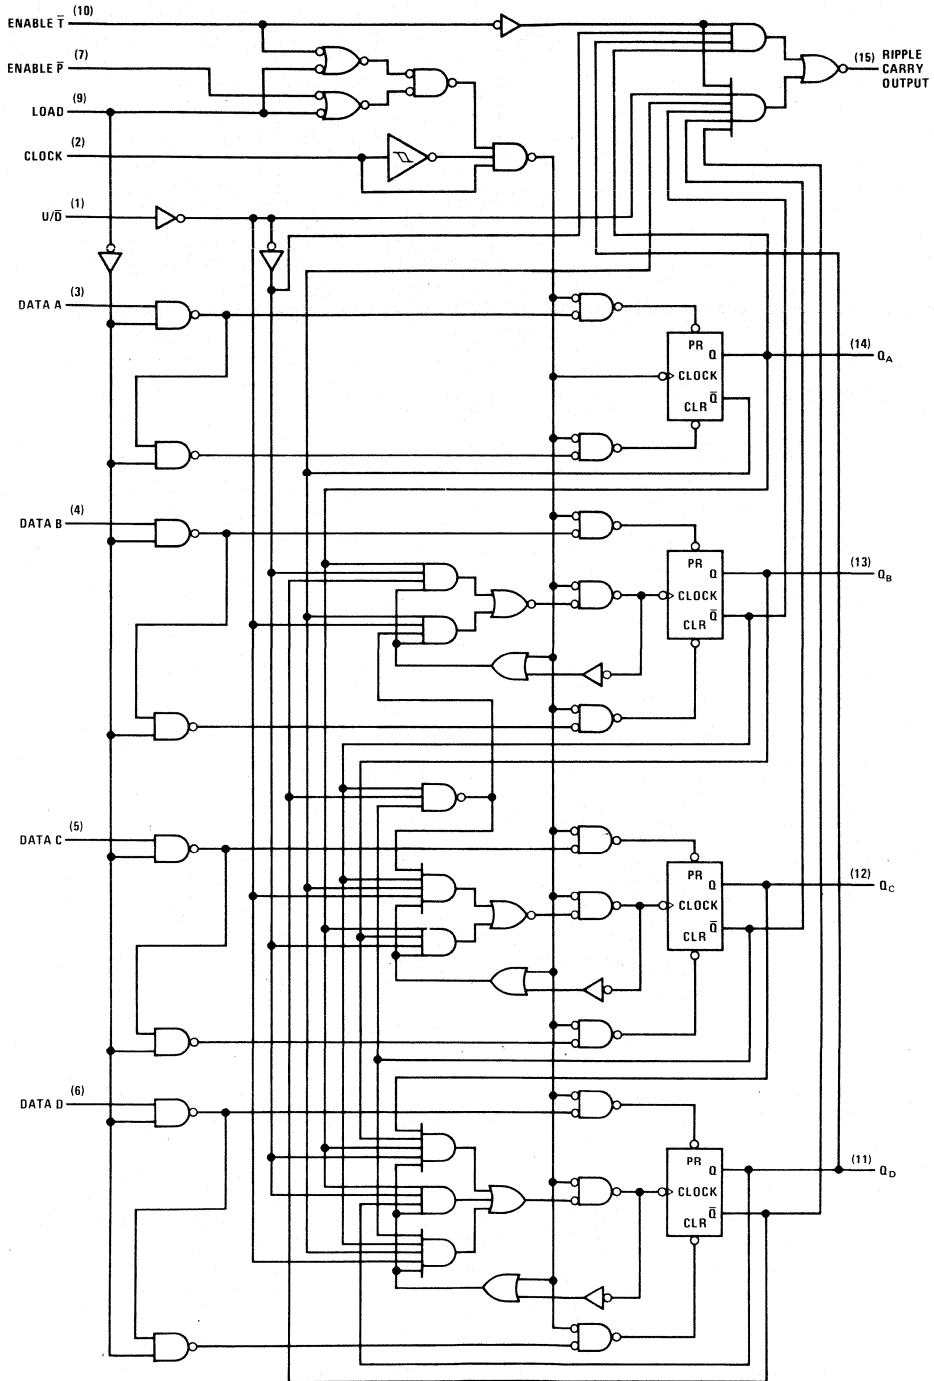 ENABLE T̅ (10)
(15) RIPPLE CARRY OUTPUT
ENABLE P̅ (7)
LOAD (9)
CLOCK (2)
U/D̅ (1)
DATA A (3)
PR
Q
CLOCK
Q̅
CLR
(14)
QA
DATA B (4)
PR
Q
CLOCK
Q̅
CLR
(13)
QB
DATA C (5)
PR
Q
CLOCK
Q̅
CLR
(12)
QC
DATA D (6)
PR
Q
CLOCK
Q̅
CLR
(11)
QD